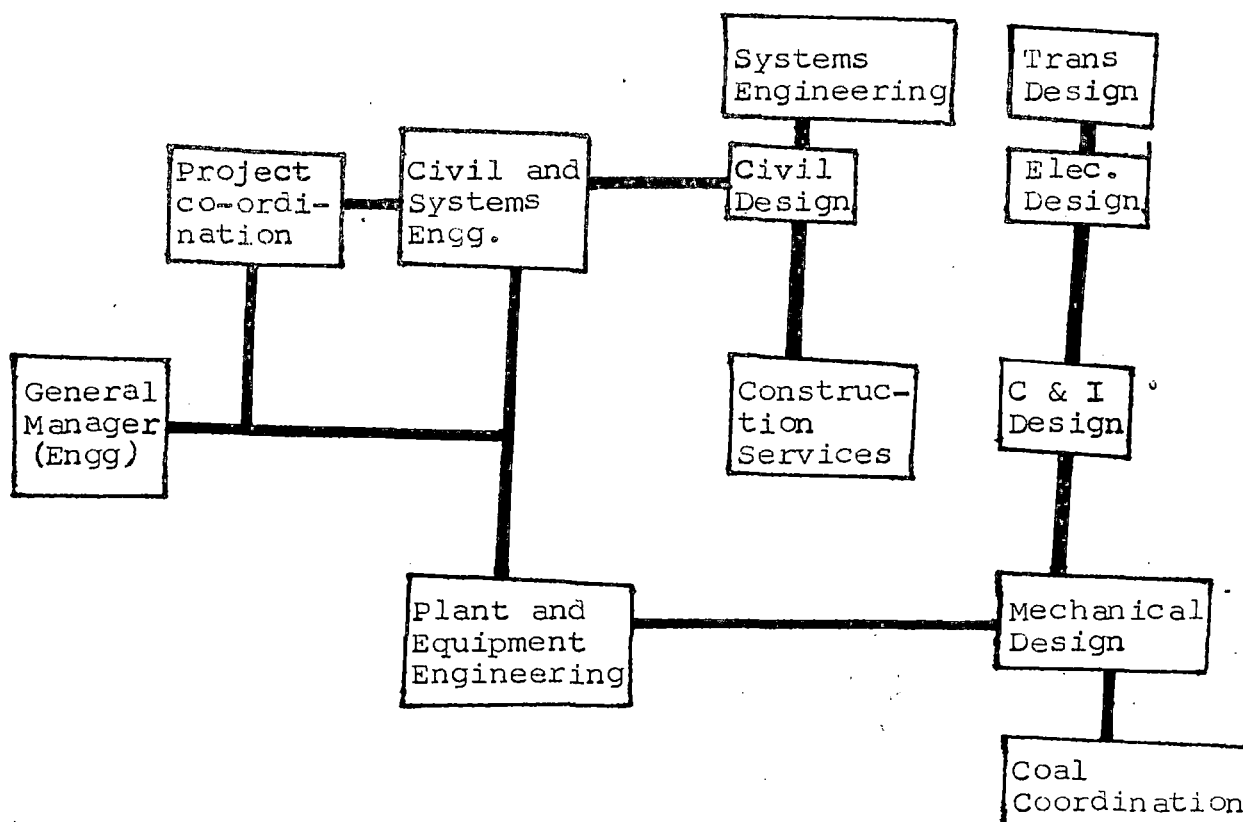 Systems
Engineering
Trans
Design
Project
co-ordi-
nation
Civil and
Systems
Engg.
Civil
Design
Elec.
Design
General
Manager
(Engg)
Construc-
tion
Services
C & I
Design
Plant and
Equipment
Engineering
Mechanical
Design
Coal
Coordination